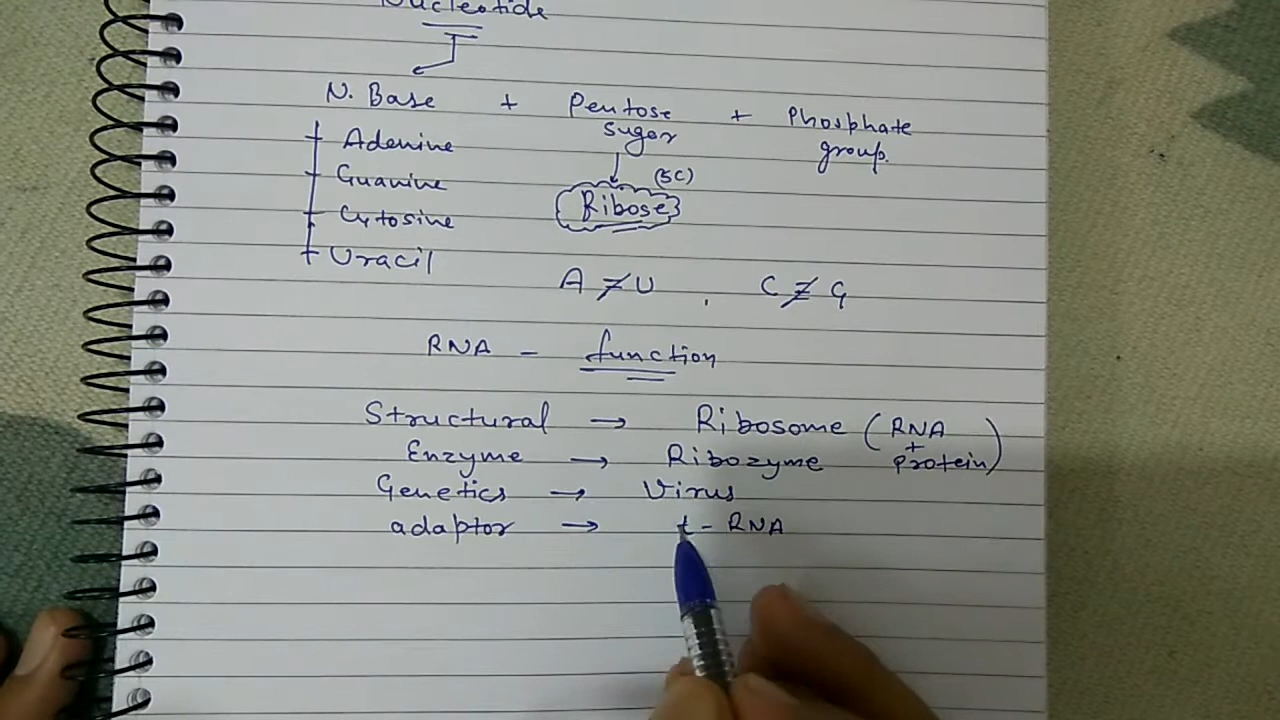 Nucleotide
N. Base + Pentose sugar + Phosphate group.
Adenine
Guanine
(5C)
Ribose
Cytosine
Uracil
A ≠ U , C ≢ G
RNA - function
Structural → Ribosome (RNA + protein)
Enzyme → Ribozyme
Genetics → Virus
adaptor → t-RNA